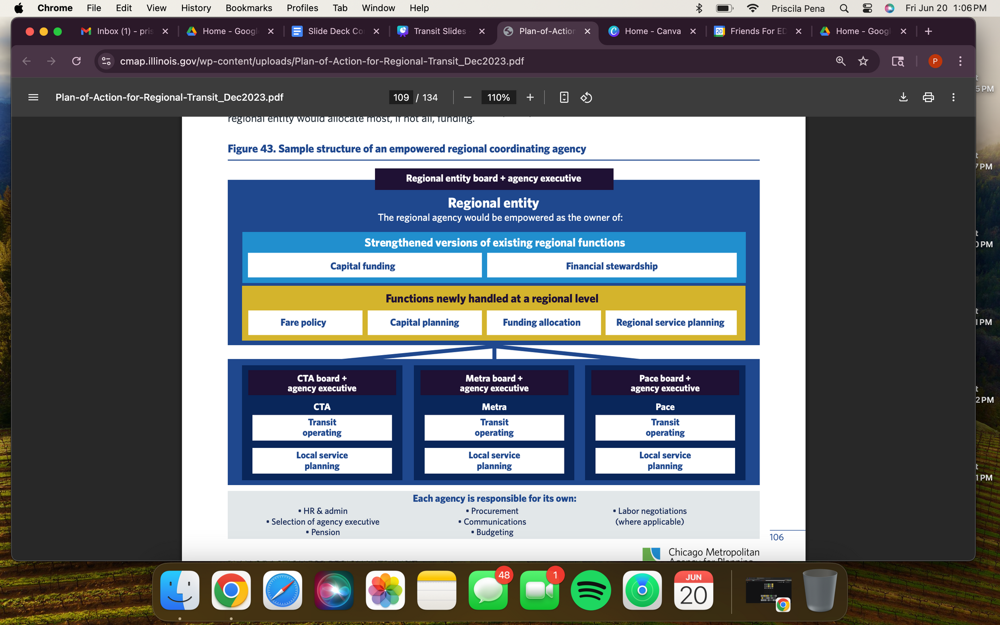 Chrome File Edit View History Bookmarks Profiles Tab Window Help Priscila Pena Fri Jun 20 1:06 PM
Inbox (1) - pris Home - Googl Slide Deck Co Transit Slides Plan-of-Action Home - Canva 20 Friends For ED Home - Googl
cmap.illinois.gov/wp-content/uploads/Plan-of-Action-for-Regional-Transit_Dec2023.pdf P
Plan-of-Action-for-Regional-Transit_Dec2023.pdf 109 / 134 110%
regional entity would allocate most, if not all, funding.
Figure 43. Sample structure of an empowered regional coordinating agency
Regional entity board + agency executive
Regional entity
The regional agency would be empowered as the owner of:
Strengthened versions of existing regional functions
Capital funding Financial stewardship
Functions newly handled at a regional level
Fare policy Capital planning Funding allocation Regional service planning
CTA board +
agency executive
CTA
Transit
operating
Local service
planning
Metra board +
agency executive
Metra
Transit
operating
Local service
planning
Pace board +
agency executive
Pace
Transit
operating
Local service
planning
Each agency is responsible for its own:
• HR & admin
• Selection of agency executive
• Pension
• Procurement
• Communications
• Budgeting
• Labor negotiations
(where applicable)
106
Chicago Metropolitan
Agency for Planning
t
5 PM
t
7 PM
t
0 PM
t
1 PM
t
2 PM
t
1 PM
48
1
JUN
20